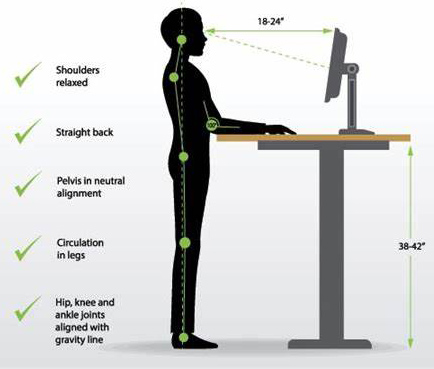 18-24"
Shoulders
relaxed
Straight back
Pelvis in neutral
alignment
Circulation
in legs
38-42"
Hip, knee and
ankle joints
aligned with
gravity line